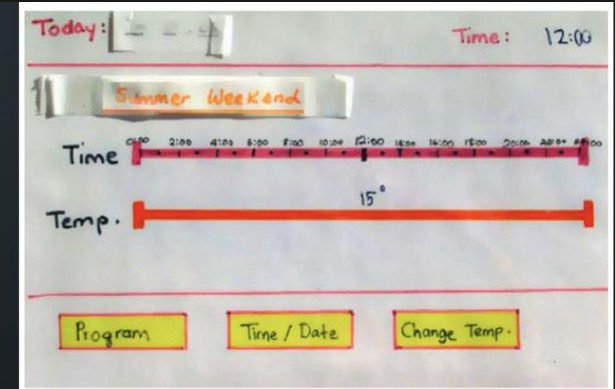 Today: Time: 12:00
Summer Weekend
Time 2:00 4:00 6:00 8:00 10:00 12:00 14:00 16:00 18:00 20:00
15°
Temp.
Program Time / Date Change Temp.